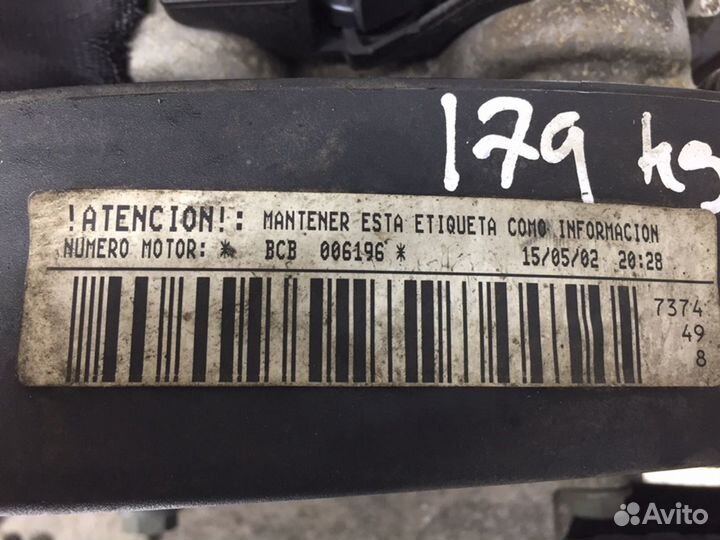 179 kg
!ATENCION!: MANTENER ESTA ETIQUETA COMO INFORMACION
NUMERO MOTOR: * BCB 006196 * 15/05/02 20:28
7374
49
8
Avito